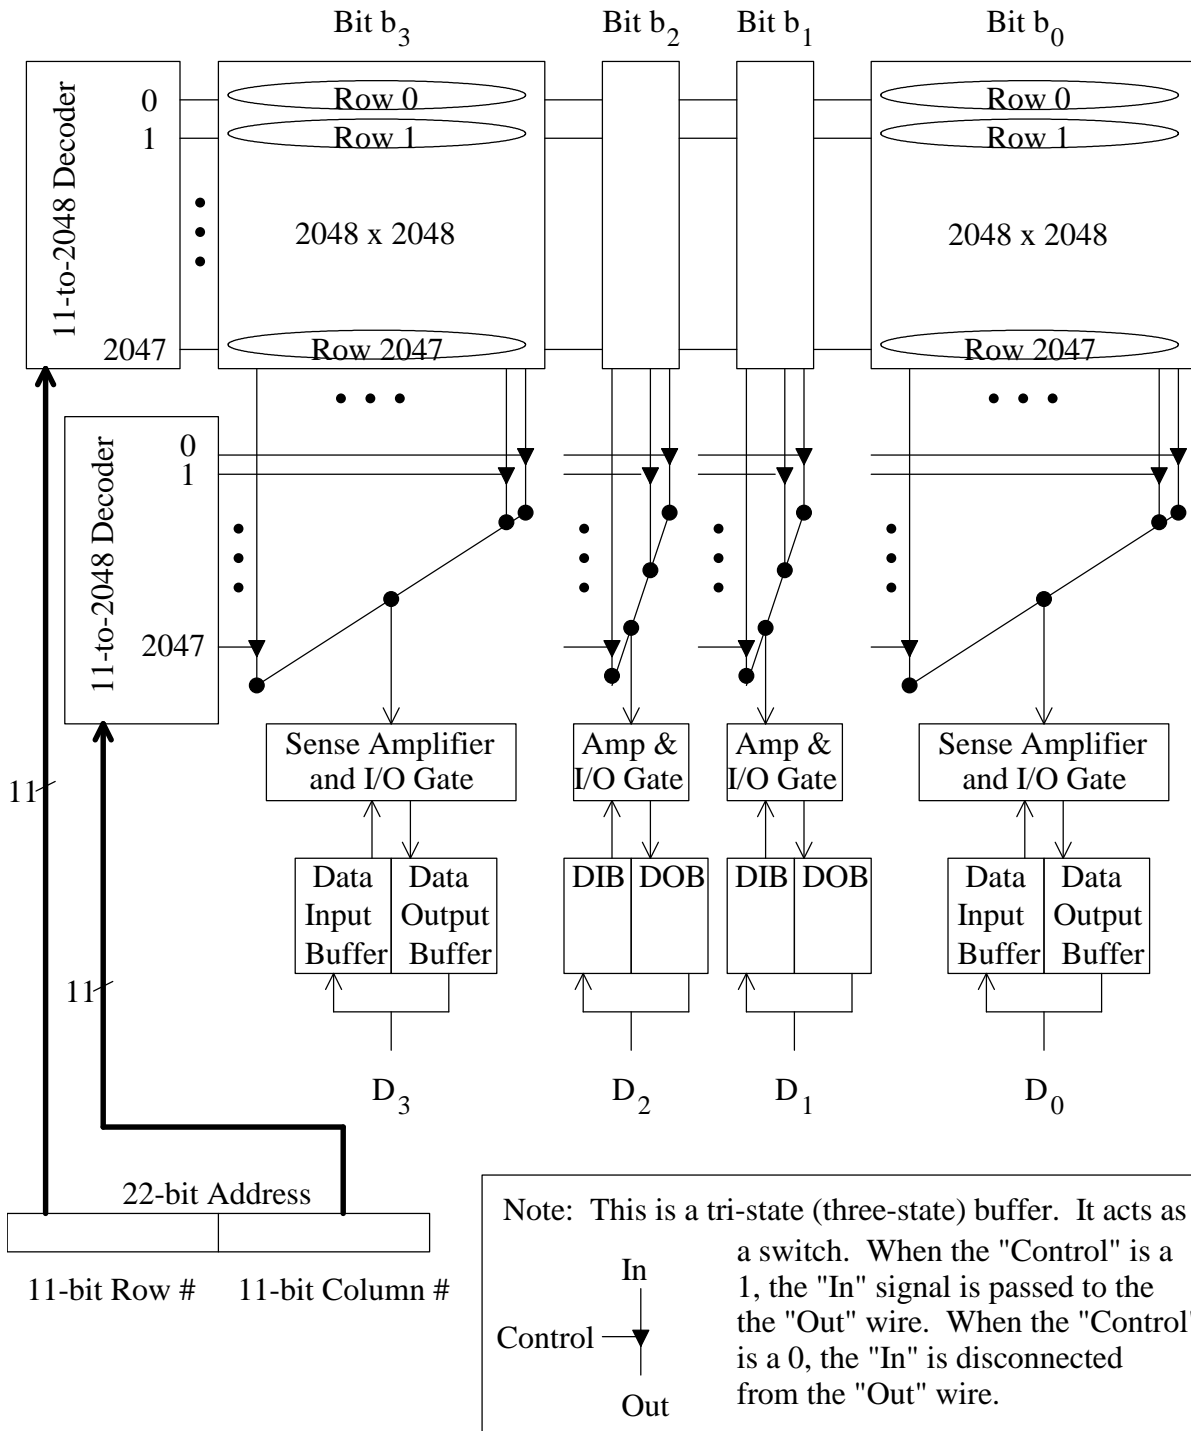 Bit b3
Bit b2
Bit b1
Bit b0
11-to-2048 Decoder
0
1
2047
Row 0
Row 1
2048 x 2048
Row 2047
Row 0
Row 1
2048 x 2048
Row 2047
11-to-2048 Decoder
0
1
2047
Sense Amplifier
and I/O Gate
Amp &
I/O Gate
Amp &
I/O Gate
Sense Amplifier
and I/O Gate
11
11
Data
Input
Buffer
Data
Output
Buffer
DIB
DOB
DIB
DOB
Data
Input
Buffer
Data
Output
Buffer
D3
D2
D1
D0
22-bit Address
11-bit Row #
11-bit Column #
Note: This is a tri-state (three-state) buffer. It acts as
a switch. When the "Control" is a
1, the "In" signal is passed to the
the "Out" wire. When the "Control"
is a 0, the "In" is disconnected
from the "Out" wire.
In
Control
Out